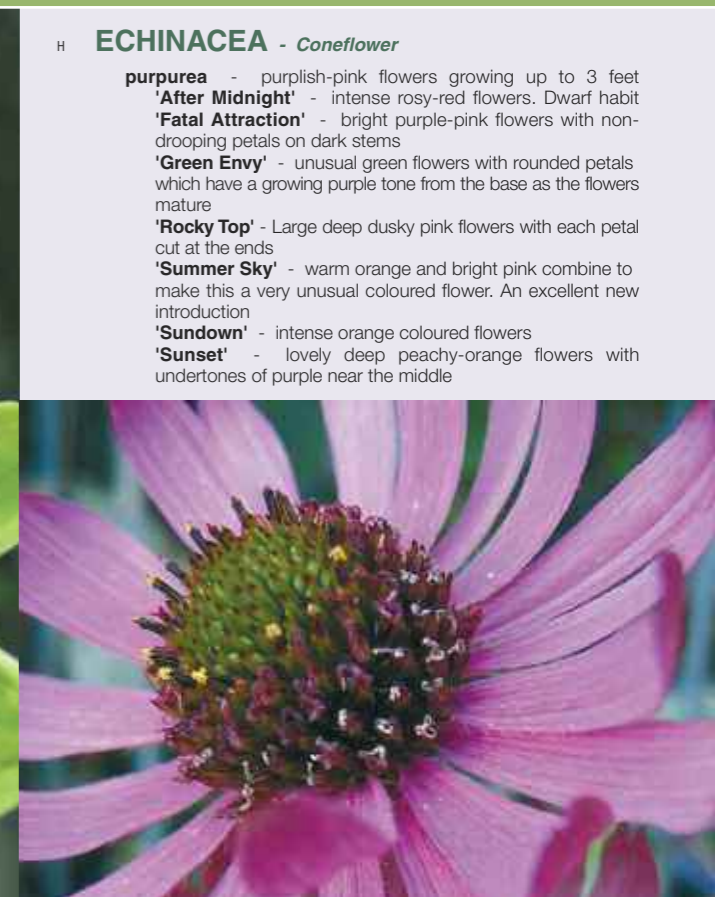 H ECHINACEA - Coneflower
purpurea - purplish-pink flowers growing up to 3 feet
'After Midnight' - intense rosy-red flowers. Dwarf habit
'Fatal Attraction' - bright purple-pink flowers with non-
drooping petals on dark stems
'Green Envy' - unusual green flowers with rounded petals
which have a growing purple tone from the base as the flowers
mature
'Rocky Top' - Large deep dusky pink flowers with each petal
cut at the ends
'Summer Sky' - warm orange and bright pink combine to
make this a very unusual coloured flower. An excellent new
introduction
'Sundown' - intense orange coloured flowers
'Sunset' - lovely deep peachy-orange flowers with
undertones of purple near the middle